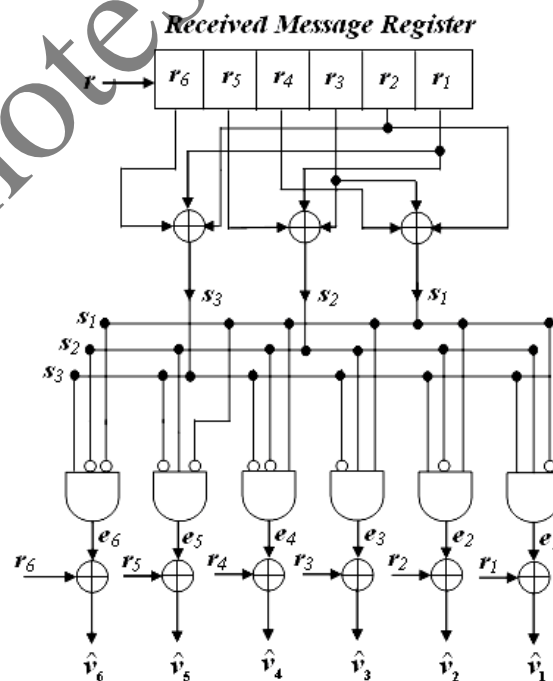 Received Message Register
r r6 r5 r4 r3 r2 r1
s3 s2 s1
s1
s2
s3
e6 e5 e4 e3 e2
r6 r5 r4 r3 r2 r1
v̂6 v̂5 v̂4 v̂3 v̂2 v̂1